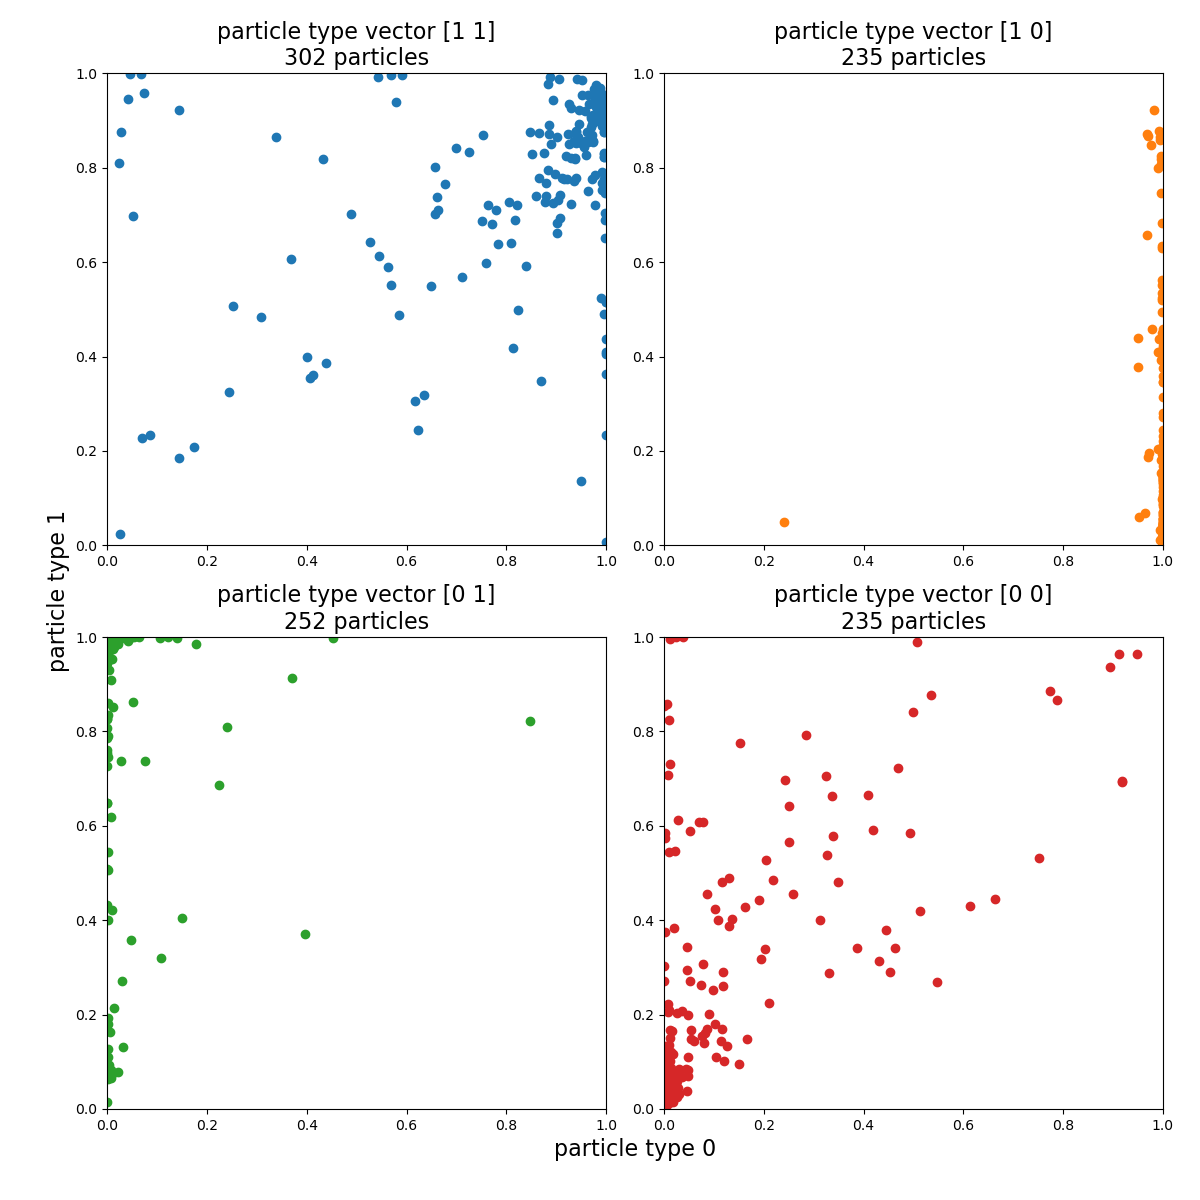 particle type vector [1 1]
302 particles
particle type vector [1 0]
235 particles
1.0
0.8
0.6
0.4
0.2
0.0
0.0 0.2 0.4 0.6 0.8 1.0
1.0
0.8
0.6
0.4
0.2
0.0
0.0 0.2 0.4 0.6 0.8 1.0
particle type 1
particle type vector [0 1]
252 particles
particle type vector [0 0]
235 particles
1.0
0.8
0.6
0.4
0.2
0.0
0.0 0.2 0.4 0.6 0.8 1.0
1.0
0.8
0.6
0.4
0.2
0.0
0.0 0.2 0.4 0.6 0.8 1.0
particle type 0